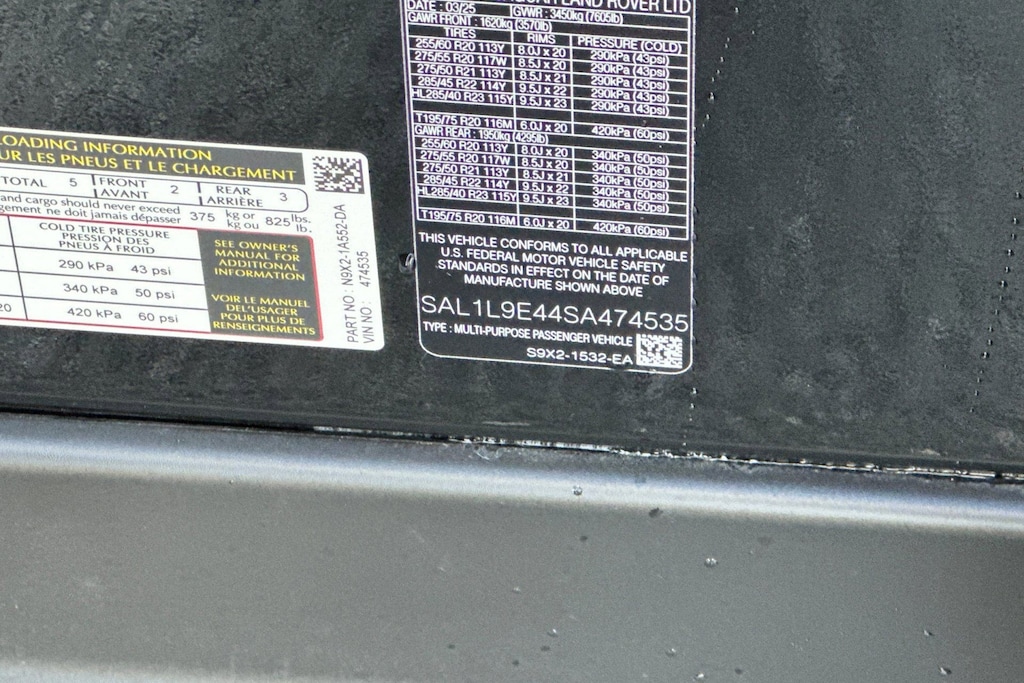 LOADING INFORMATION
UR LES PNEUS ET LE CHARGEMENT
TOTAL 5 FRONT AVANT 2 REAR ARRIÈRE 3
and cargo should never exceed
gement ne doit jamais dépasser 375 kg or kg ou 825 lbs. lb.
COLD TIRE PRESSURE
PRESSION DES
PNEUS À FROID
290 kPa 43 psi
340 kPa 50 psi
20 420 kPa 60 psi
SEE OWNER'S
MANUAL FOR
ADDITIONAL
INFORMATION
VOIR LE MANUEL
DEL'USAGER
POUR PLUS DE
RENSEIGNEMENTS
PART NO : N9X2-1A552-DA
VIN NO : 474535
LAND ROVER LTD
DATE : 03/25 GVWR : 3450kg (7605lb)
GAWR FRONT : 1620kg (3570lb)
TIRES RIMS PRESSURE (COLD)
255/60 R20 113Y 8.0J x 20 290kPa (43psi)
275/55 R20 117W 8.5J x 20 290kPa (43psi)
275/50 R21 113Y 8.5J x 21 290kPa (43psi)
285/45 R22 114Y 9.5J x 22 290kPa (43psi)
HL285/40 R23 115Y 9.5J x 23 290kPa (43psi)
T195/75 R20 116M 6.0J x 20 420kPa (60psi)
GAWR REAR : 1950kg (4295lb)
255/60 R20 113Y 8.0J x 20 340kPa (50psi)
275/55 R20 117W 8.5J x 20 340kPa (50psi)
275/50 R21 113Y 8.5J x 21 340kPa (50psi)
285/45 R22 114Y 9.5J x 22 340kPa (50psi)
HL285/40 R23 115Y 9.5J x 23 340kPa (50psi)
T195/75 R20 116M 6.0J x 20 420kPa (60psi)
THIS VEHICLE CONFORMS TO ALL APPLICABLE
U.S. FEDERAL MOTOR VEHICLE SAFETY
STANDARDS IN EFFECT ON THE DATE OF
MANUFACTURE SHOWN ABOVE
SAL1L9E44SA474535
TYPE : MULTI-PURPOSE PASSENGER VEHICLE
S9X2-1532-EA